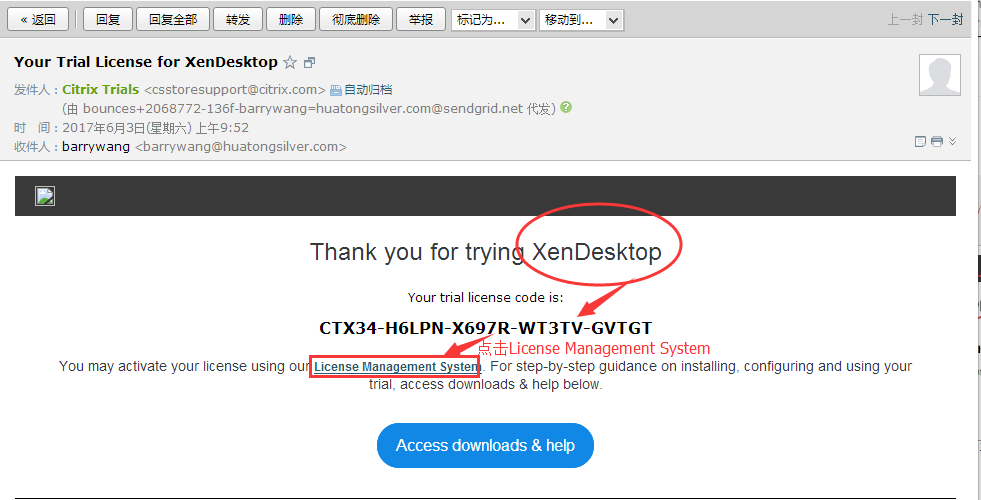 « 返回 回复 回复全部 转发 删除 彻底删除 举报 标记为... 移动到... 上一封 下一封
Your Trial License for XenDesktop
发件人：Citrix Trials <csstoresupport@citrix.com> 自动归档
(由 bounces+2068772-136f-barrywang=huatongsilver.com@sendgrid.net 代发)
时 间：2017年6月3日(星期六) 上午9:52
收件人：barrywang <barrywang@huatongsilver.com>
Thank you for trying XenDesktop
Your trial license code is:
CTX34-H6LPN-X697R-WT3TV-GVTGT
点击License Management System
You may activate your license using our License Management System. For step-by-step guidance on installing, configuring and using your
trial, access downloads & help below.
Access downloads & help